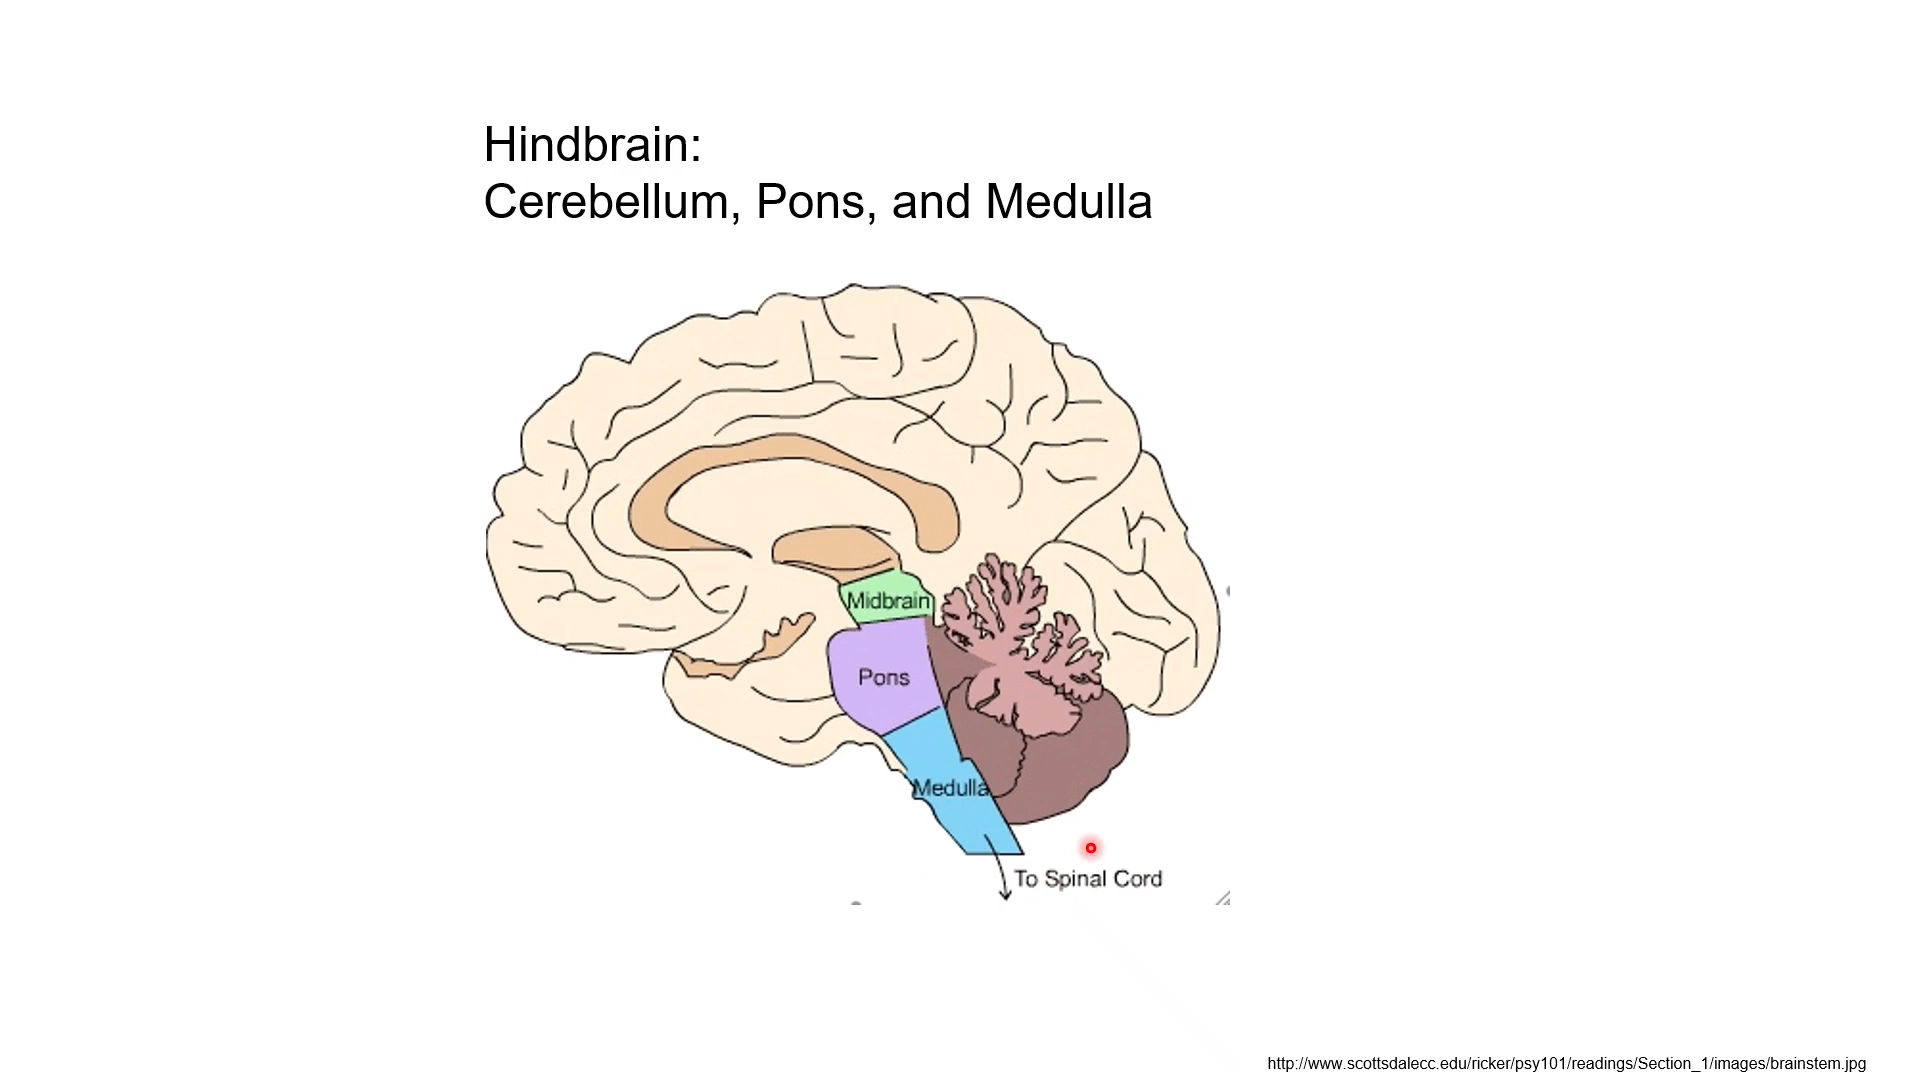 Hindbrain:
Cerebellum, Pons, and Medulla
Midbrain
Pons
Medulla
To Spinal Cord
http://www.scottsdalecc.edu/ricker/psy101/readings/Section_1/images/brainstem.jpg